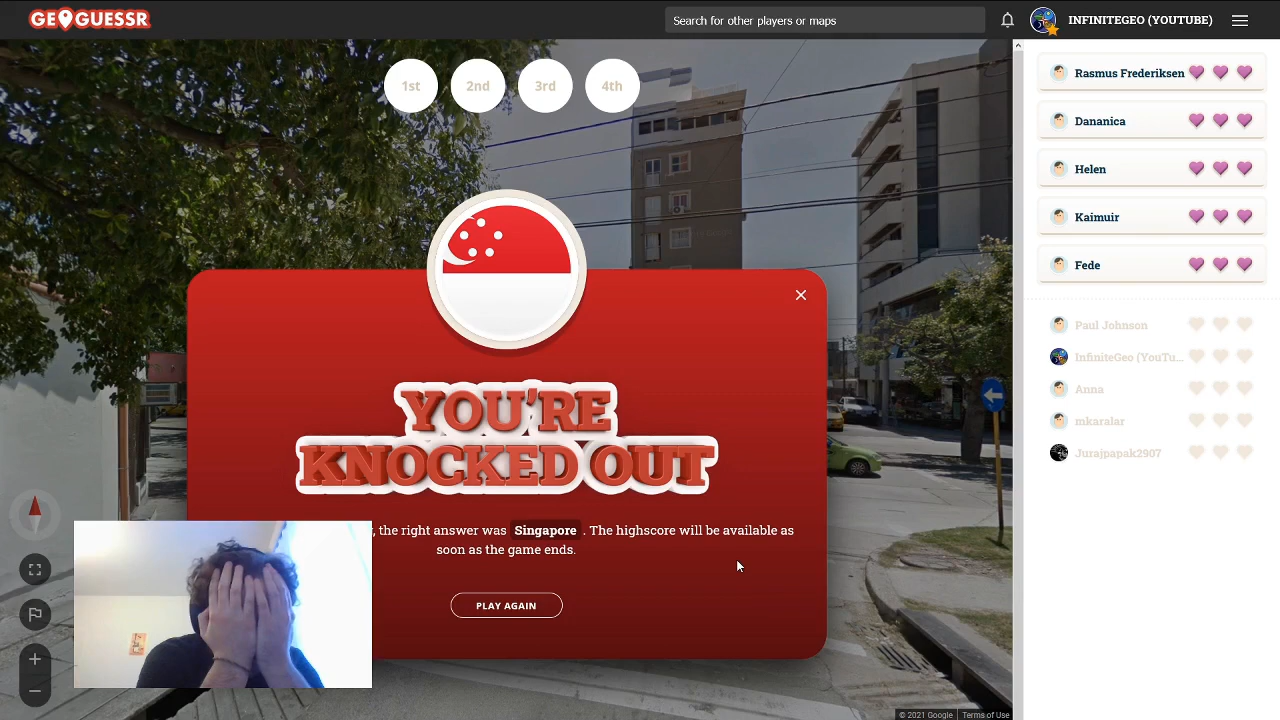 GEOGUESSR
Search for other players or maps
INFINITEGEO (YOUTUBE)
1st
2nd
3rd
4th
YOU'RE
KNOCKED OUT
, the right answer was Singapore . The highscore will be available as
soon as the game ends.
PLAY AGAIN
© 2021 Google
Terms of Use
Rasmus Frederiksen
Dananica
Helen
Kaimuir
Fede
Paul Johnson
InfiniteGeo (YouTu...
Anna
mkaralar
Jurajpapak2907